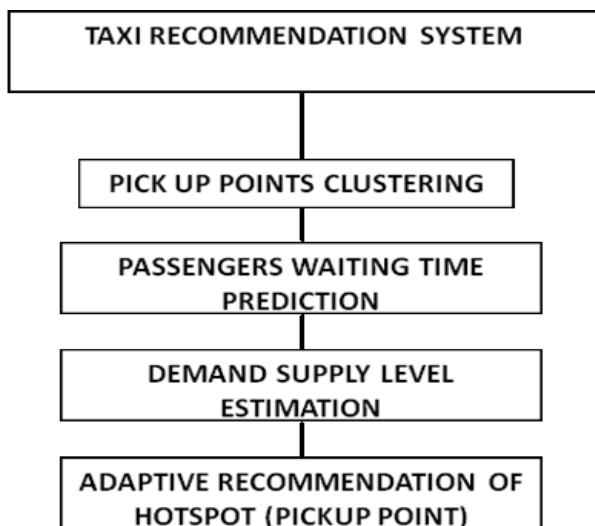 TAXI RECOMMENDATION SYSTEM
PICK UP POINTS CLUSTERING
PASSENGERS WAITING TIME
PREDICTION
DEMAND SUPPLY LEVEL
ESTIMATION
ADAPTIVE RECOMMENDATION OF
HOTSPOT (PICKUP POINT)